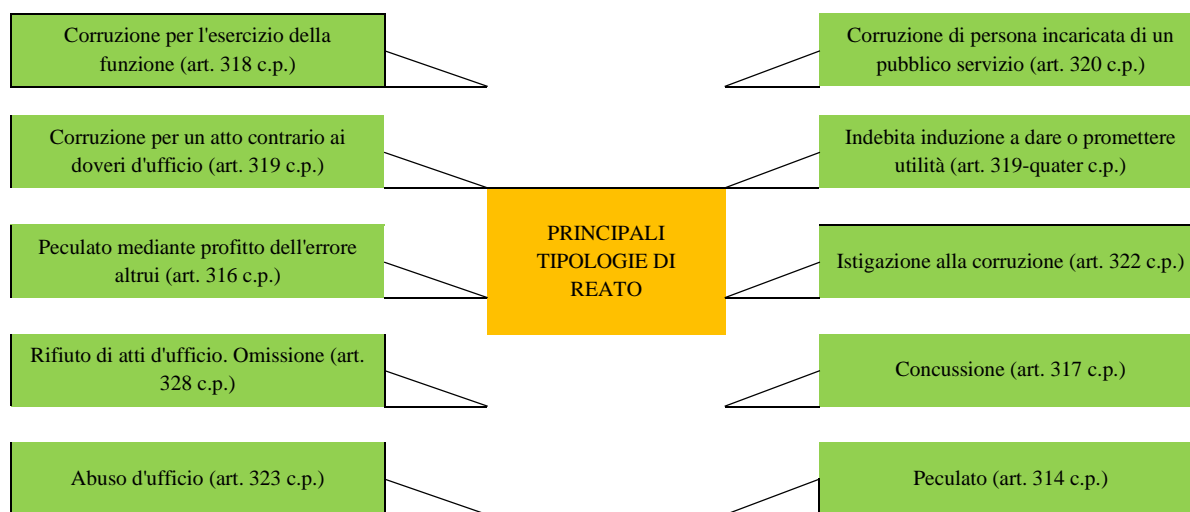 Corruzione per l'esercizio della
funzione (art. 318 c.p.)
Corruzione di persona incaricata di un
pubblico servizio (art. 320 c.p.)
Corruzione per un atto contrario ai
doveri d'ufficio (art. 319 c.p.)
Indebita induzione a dare o promettere
utilità (art. 319-quater c.p.)
PRINCIPALI
TIPOLOGIE DI
REATO
Peculato mediante profitto dell'errore
altrui (art. 316 c.p.)
Istigazione alla corruzione (art. 322 c.p.)
Rifiuto di atti d'ufficio. Omissione (art.
328 c.p.)
Concussione (art. 317 c.p.)
Abuso d'ufficio (art. 323 c.p.)
Peculato (art. 314 c.p.)